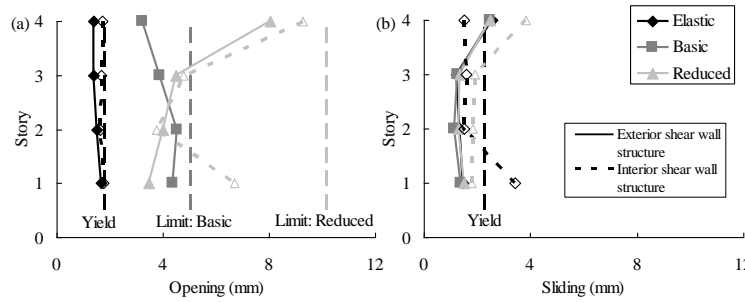 (a)
4
3
2
1
0
Story
Yield
Limit: Basic
Limit: Reduced
0
4
8
12
Opening (mm)
(b)
4
3
2
1
0
Story
Yield
0
4
8
12
Sliding (mm)
Elastic
Basic
Reduced
Exterior shear wall
structure
Interior shear wall
structure